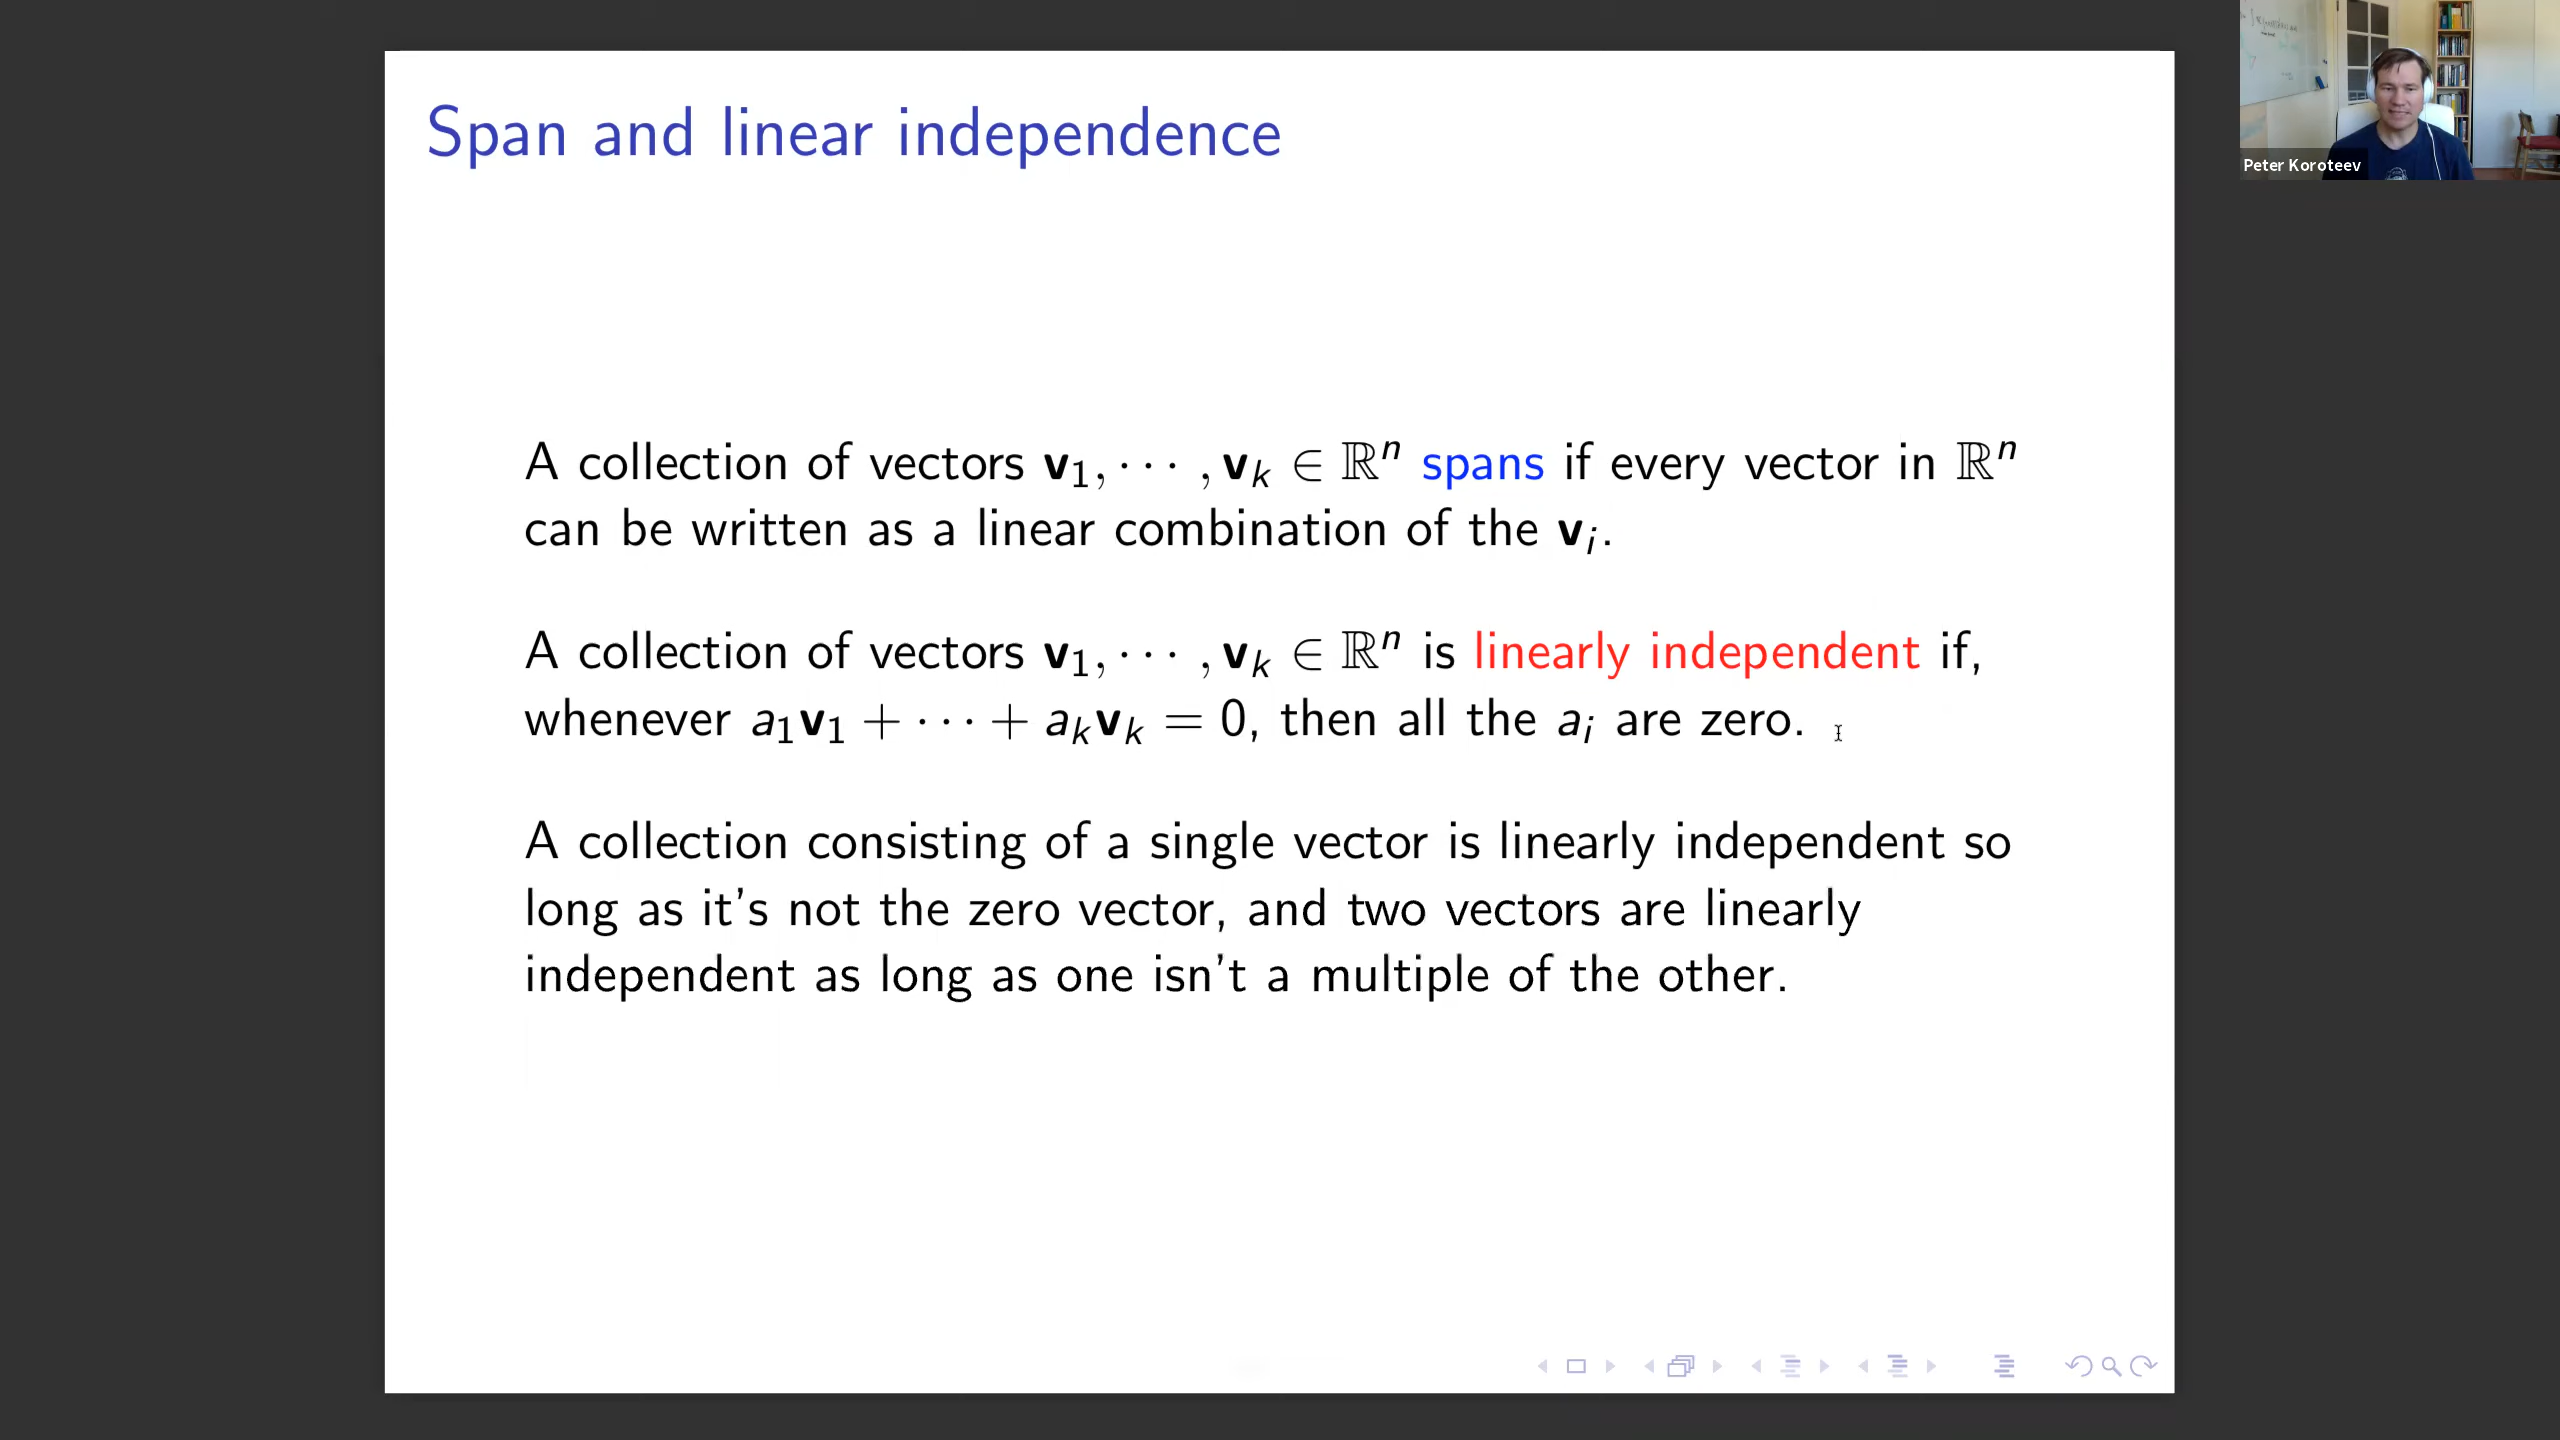 Span and linear independence
Peter Koroteev
A collection of vectors v₁, ⋯ , vₖ ∈ ℝⁿ spans if every vector in ℝⁿ
can be written as a linear combination of the vᵢ.
A collection of vectors v₁, ⋯ , vₖ ∈ ℝⁿ is linearly independent if,
whenever a₁v₁ + ⋯ + aₖvₖ = 0, then all the aᵢ are zero.
A collection consisting of a single vector is linearly independent so
long as it's not the zero vector, and two vectors are linearly
independent as long as one isn't a multiple of the other.